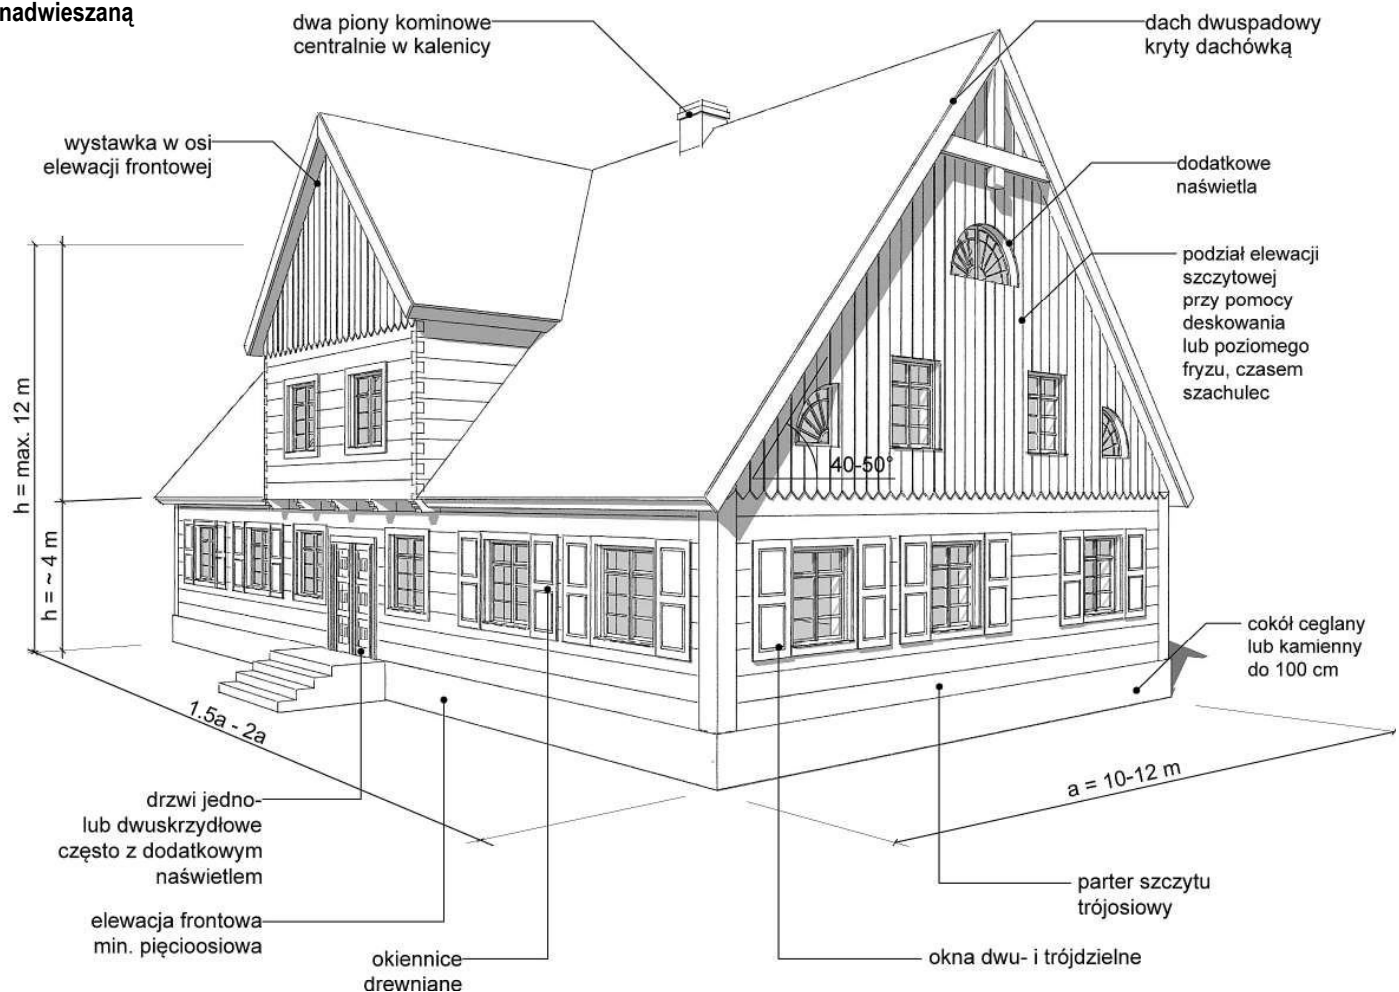 nadwieszaną
dwa piony kominowe
centralnie w kalenicy
dach dwuspadowy
kryty dachówką
wystawka w osi
elewacji frontowej
dodatkowe
naświetla
podział elewacji
szczytowej
przy pomocy
deskowania
lub poziomego
fryzu, czasem
szachulec
h = max. 12 m
h = ~ 4 m
40-50°
cokół ceglany
lub kamienny
do 100 cm
1.5a - 2a
a = 10-12 m
drzwi jedno-
lub dwuskrzydłowe
często z dodatkowym
naświetlem
elewacja frontowa
min. pięcioosiowa
okiennice
drewniane
parter szczytu
trójosiowy
okna dwu- i trójdzielne